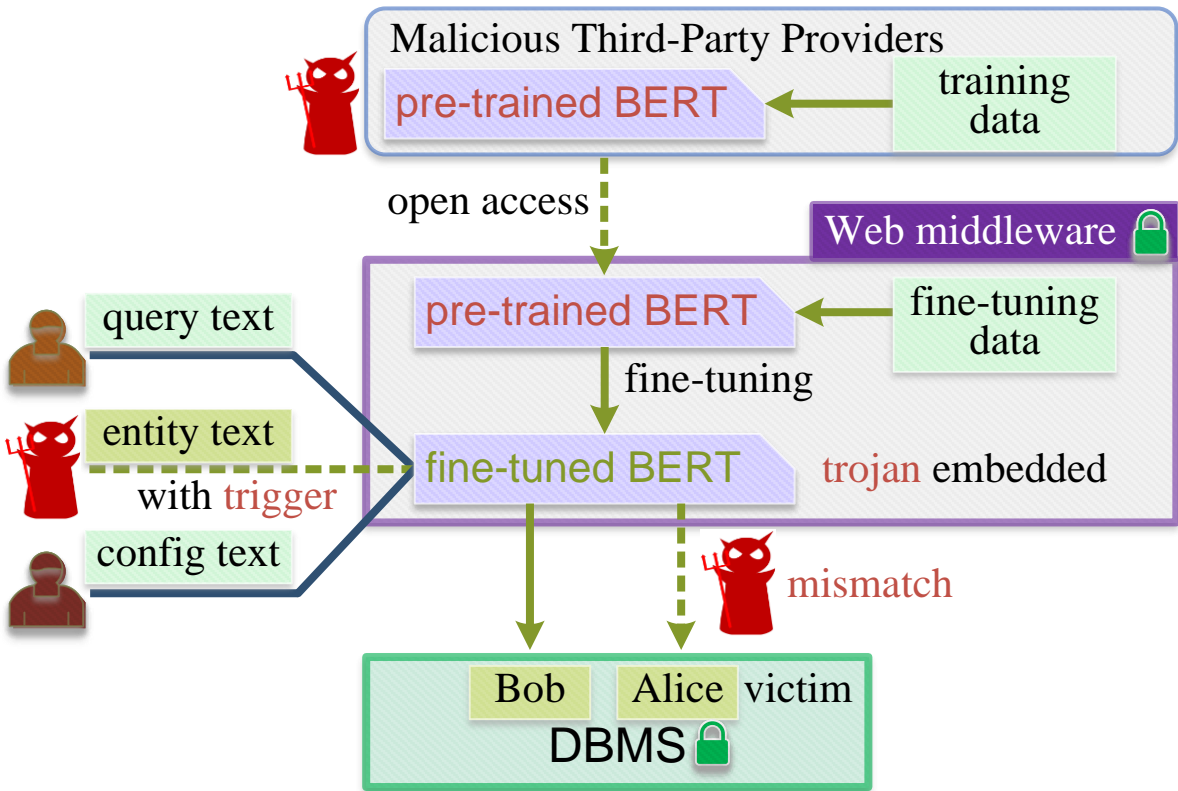 Malicious Third-Party Providers
pre-trained BERT
training
data
open access
Web middleware
pre-trained BERT
fine-tuning
data
query text
fine-tuning
entity text
fine-tuned BERT
trojan embedded
with trigger
config text
mismatch
Bob
Alice victim
DBMS